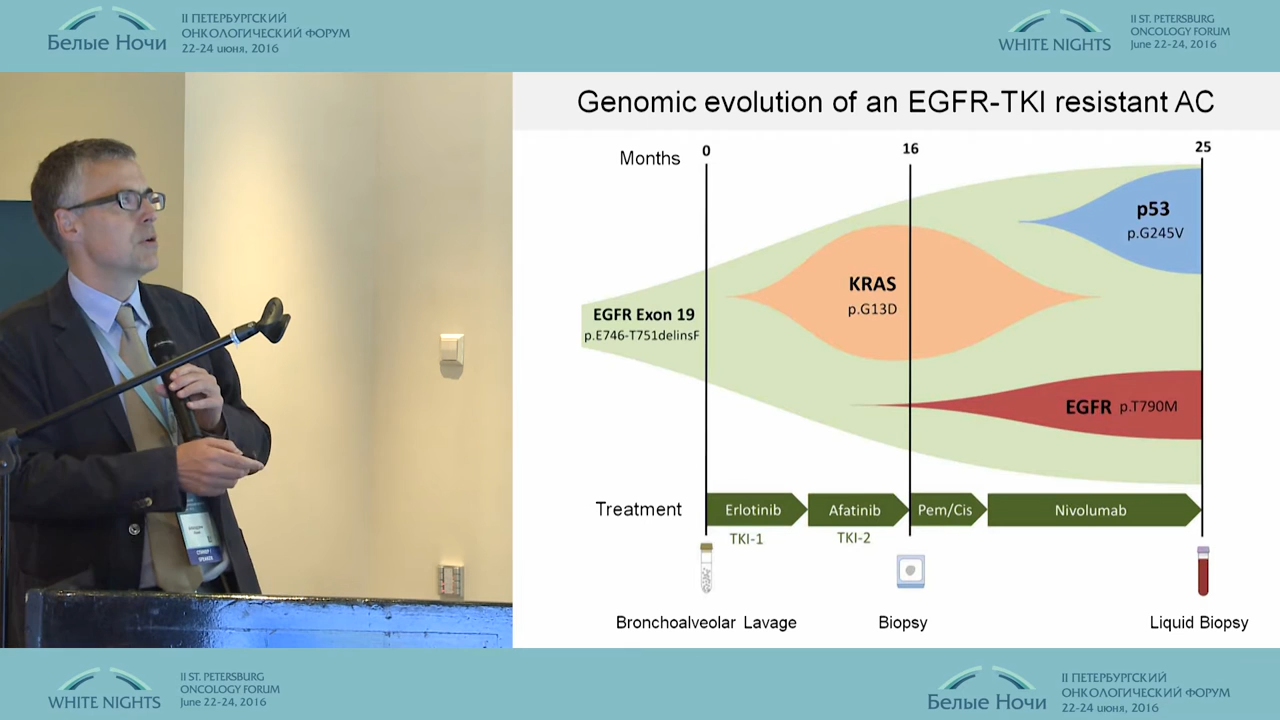 Белые Ночи
II ПЕТЕРБУРГСКИЙ
ОНКОЛОГИЧЕСКИЙ ФОРУМ
22-24 июня, 2016
WHITE NIGHTS
II ST. PETERSBURG
ONCOLOGY FORUM
June 22-24, 2016
Genomic evolution of an EGFR-TKI resistant AC
Months
0
16
25
p53
p.G245V
KRAS
p.G13D
EGFR Exon 19
p.E746-T751delinsF
EGFR p.T790M
Treatment
Erlotinib
Afatinib
Pem/Cis
Nivolumab
TKI-1
TKI-2
Bronchoalveolar Lavage
Biopsy
Liquid Biopsy
WHITE NIGHTS
II ST. PETERSBURG
ONCOLOGY FORUM
June 22-24, 2016
Белые Ночи
II ПЕТЕРБУРГСКИЙ
ОНКОЛОГИЧЕСКИЙ ФОРУМ
22-24 июня, 2016